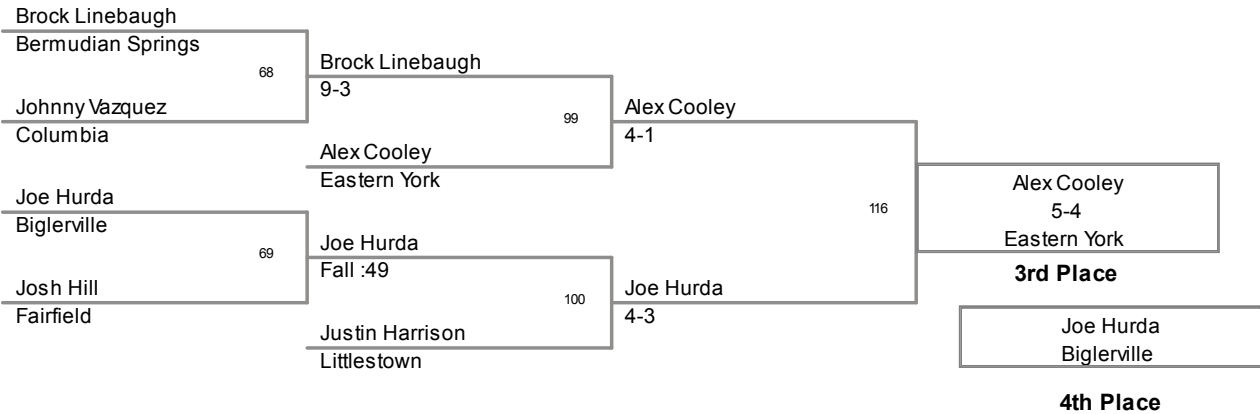 Brock Linebaugh
Bermudian Springs
68
Brock Linebaugh
9-3
Johnny Vazquez
Columbia
99
Alex Cooley
4-1
Alex Cooley
Eastern York
Joe Hurda
Biglerville
69
Joe Hurda
Fall :49
Josh Hill
Fairfield
100
Joe Hurda
4-3
Justin Harrison
Littlestown
116
Alex Cooley
5-4
Eastern York
3rd Place
Joe Hurda
Biglerville
4th Place